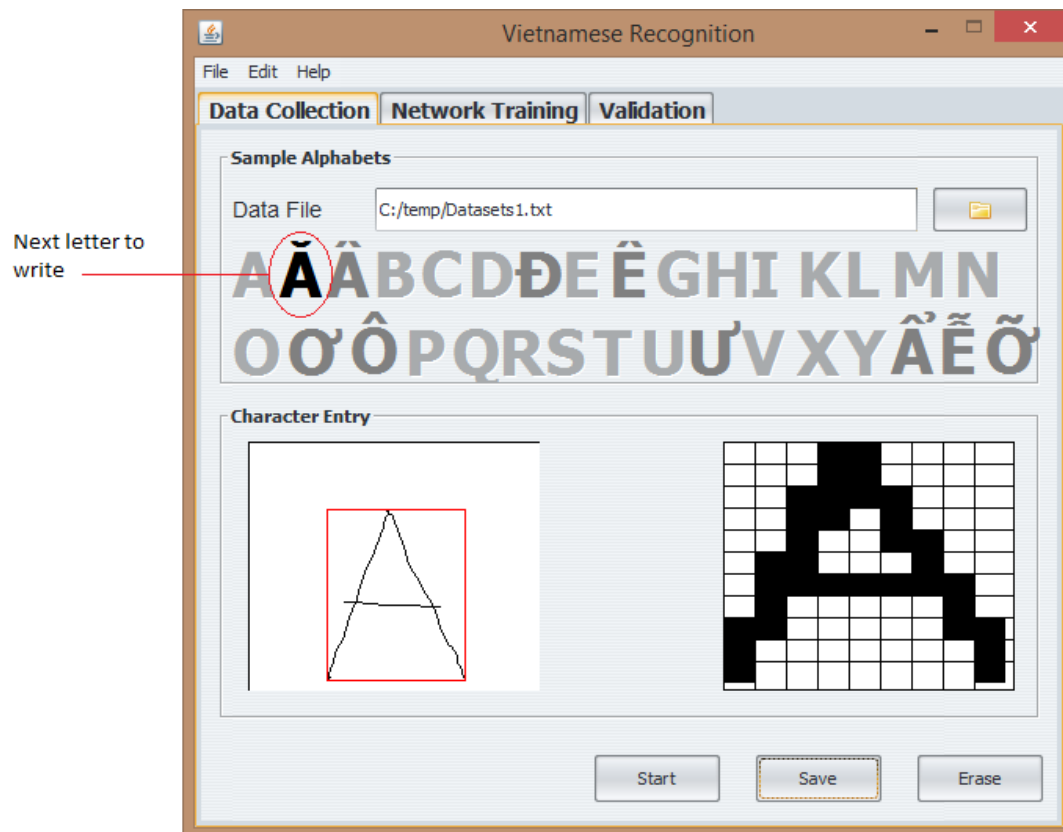 Vietnamese Recognition
File Edit Help
Data Collection Network Training Validation
Sample Alphabets
Data File C:/temp/Datasets1.txt
Next letter to
write
A Ă Â B C D Đ E Ê G H I K L M N
O Ơ Ô P Q R S T U Ư V X Y Ẩ Ễ Ỡ
Character Entry
A
Start Save Erase